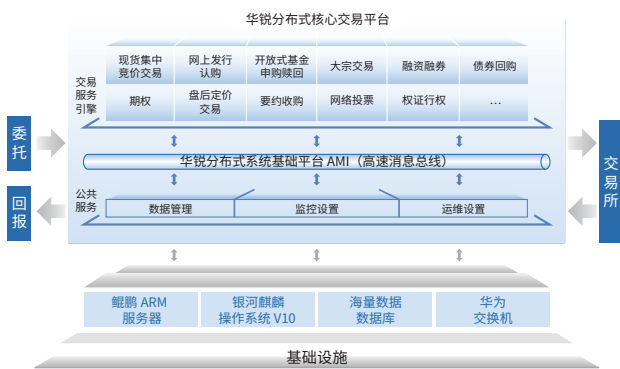 华锐分布式核心交易平台
交易
服务
引擎
现货集中
竞价交易
网上发行
认购
开放式基金
申购赎回
大宗交易
融资融券
债券回购
期权
盘后定价
交易
要约收购
网络投票
权证行权
...
委
托
回
报
交
易
所
华锐分布式系统基础平台 AMI（高速消息总线）
公共
服务
数据管理
监控设置
运维设置
鲲鹏 ARM
服务器
银河麒麟
操作系统 V10
海量数据
数据库
华为
交换机
基础设施